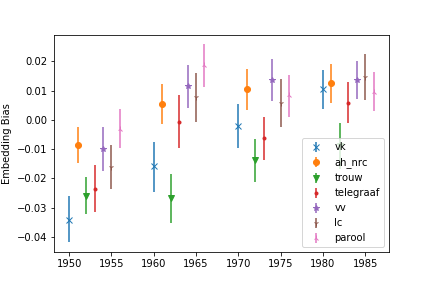 Embedding Bias
0.02
0.01
0.00
−0.01
−0.02
−0.03
−0.04
1950 1955 1960 1965 1970 1975 1980 1985
vk
ah_nrc
trouw
telegraaf
vv
lc
parool